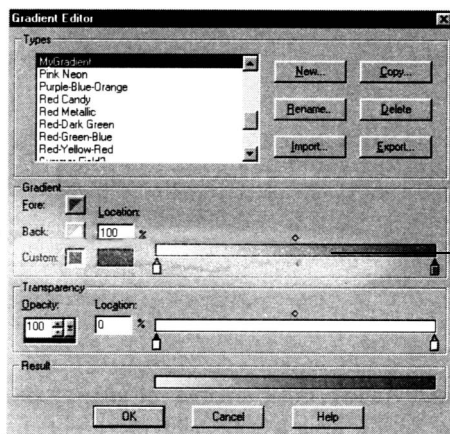 Gradient Editor
Types
MyGradient
Pink Neon
Purple-Blue-Orange
Red Candy
Red Metallic
Red-Dark Green
Red-Green-Blue
Red-Yellow-Red
New...
Copy...
Rename..
Delete
Import...
Export...
Gradient
Fore:
Location:
Back:
100 %
Custom:
Transparency
Opacity:
Location:
100
0 %
Result
OK
Cancel
Help